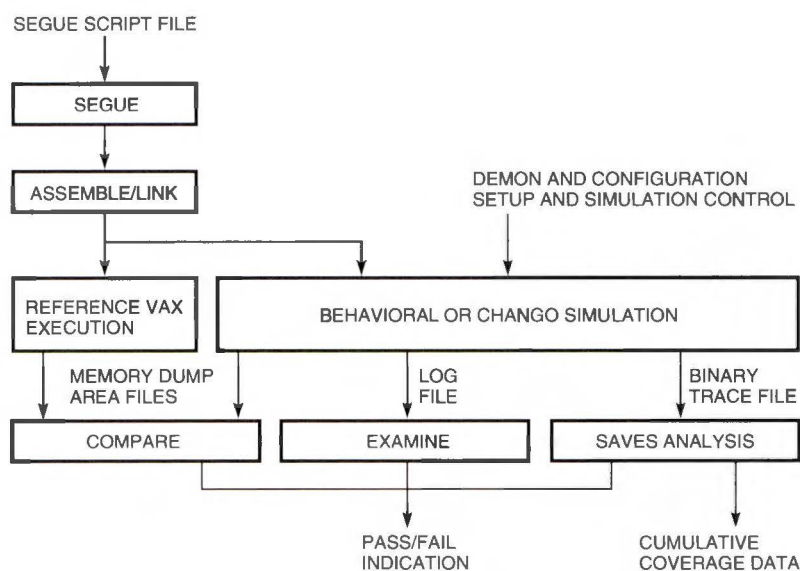 SEGUE SCRIPT FILE
SEGUE
ASSEMBLE/LINK
DEMON AND CONFIGURATION
SETUP AND SIMULATION CONTROL
REFERENCE VAX
EXECUTION
BEHAVIORAL OR CHANGO SIMULATION
MEMORY DUMP
AREA FILES
LOG
FILE
BINARY
TRACE FILE
COMPARE
EXAMINE
SAVES ANALYSIS
PASS/FAIL
INDICATION
CUMULATIVE
COVERAGE DATA